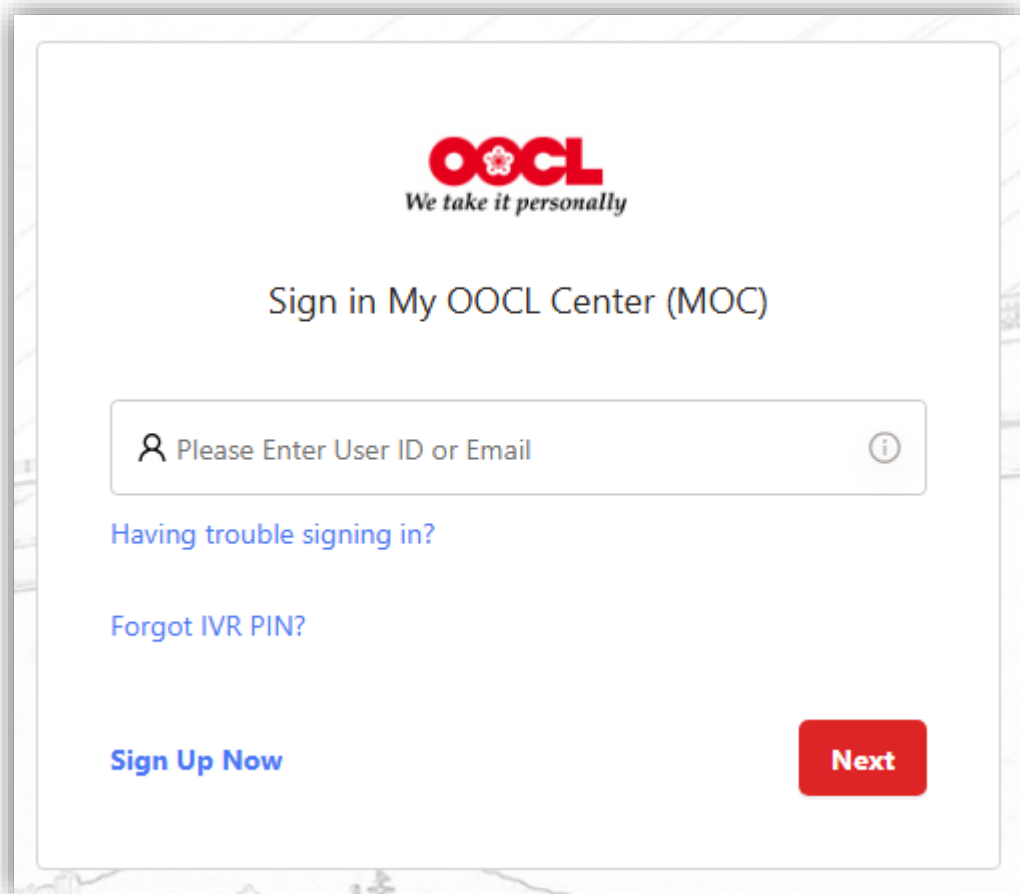 OOCL
We take it personally
Sign in My OOCL Center (MOC)
Please Enter User ID or Email
Having trouble signing in?
Forgot IVR PIN?
Sign Up Now
Next